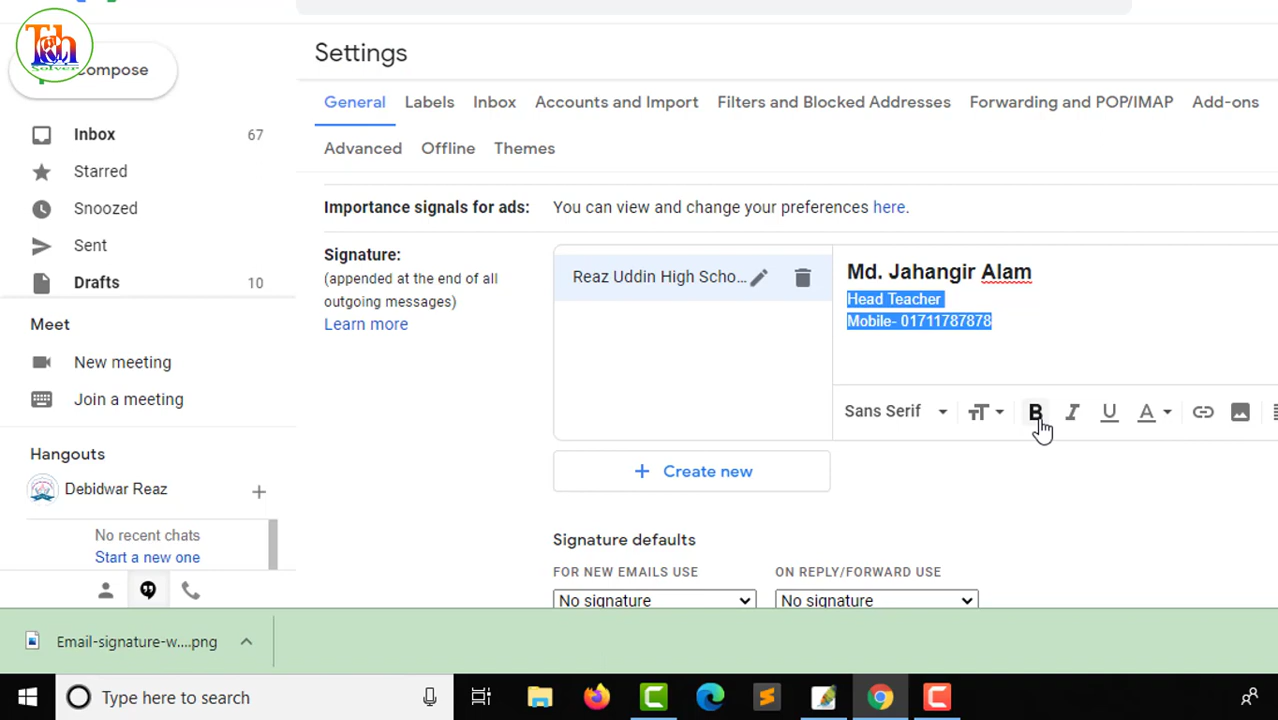 Tech
Solver
Compose
Inbox 67
Starred
Snoozed
Sent
Drafts 10
Meet
New meeting
Join a meeting
Hangouts
Debidwar Reaz
No recent chats
Start a new one
Settings
General Labels Inbox Accounts and Import Filters and Blocked Addresses Forwarding and POP/IMAP Add-ons
Advanced Offline Themes
Importance signals for ads: You can view and change your preferences here.
Signature:
(appended at the end of all
outgoing messages)
Learn more
Reaz Uddin High Scho...
Md. Jahangir Alam
Head Teacher
Mobile- 01711787878
Sans Serif
Create new
Signature defaults
FOR NEW EMAILS USE ON REPLY/FORWARD USE
No signature No signature
Email-signature-w....png
Type here to search